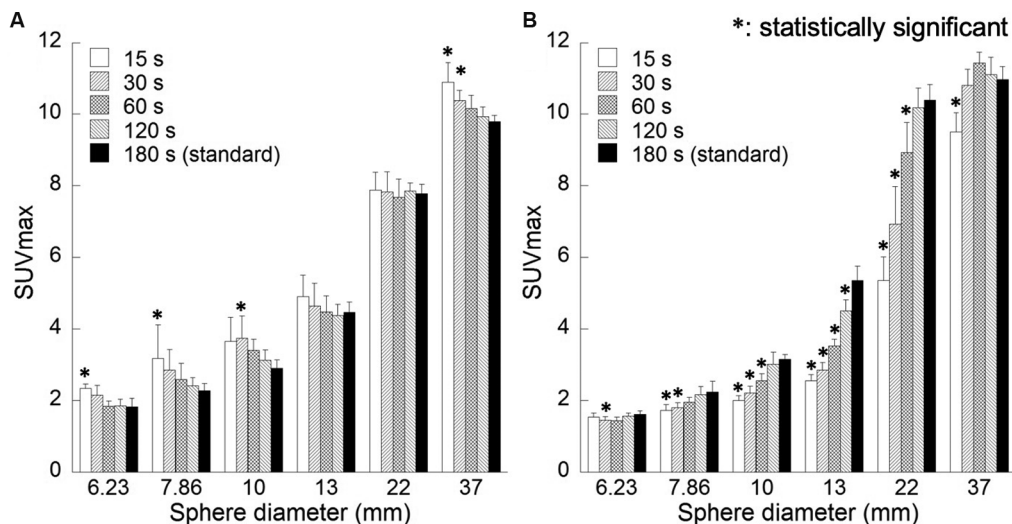 A
SUVmax
12
10
8
6
4
2
0
15 s
30 s
60 s
120 s
180 s (standard)
*
*
*
*
*
6.23 7.86 10 13 22 37
Sphere diameter (mm)
B
*: statistically significant
SUVmax
12
10
8
6
4
2
0
15 s
30 s
60 s
120 s
180 s (standard)
*
* *
* * *
* * * *
* * *
*
6.23 7.86 10 13 22 37
Sphere diameter (mm)